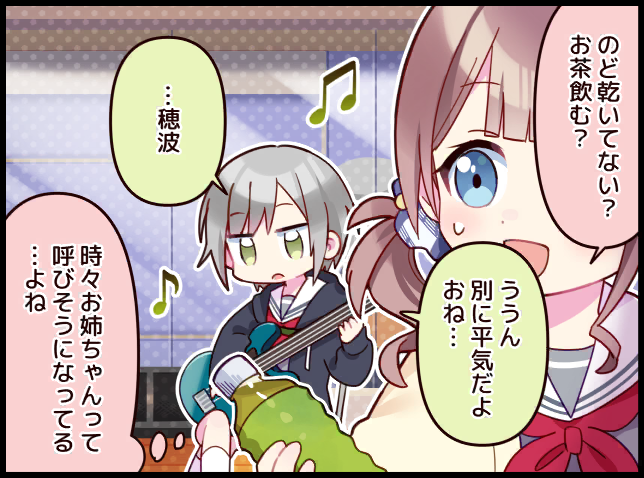 のど乾いてない？
お茶飲む？
ううん
別に平気だよ
おね…
…穂波
時々お姉ちゃんって
呼びそうになってる
…よね